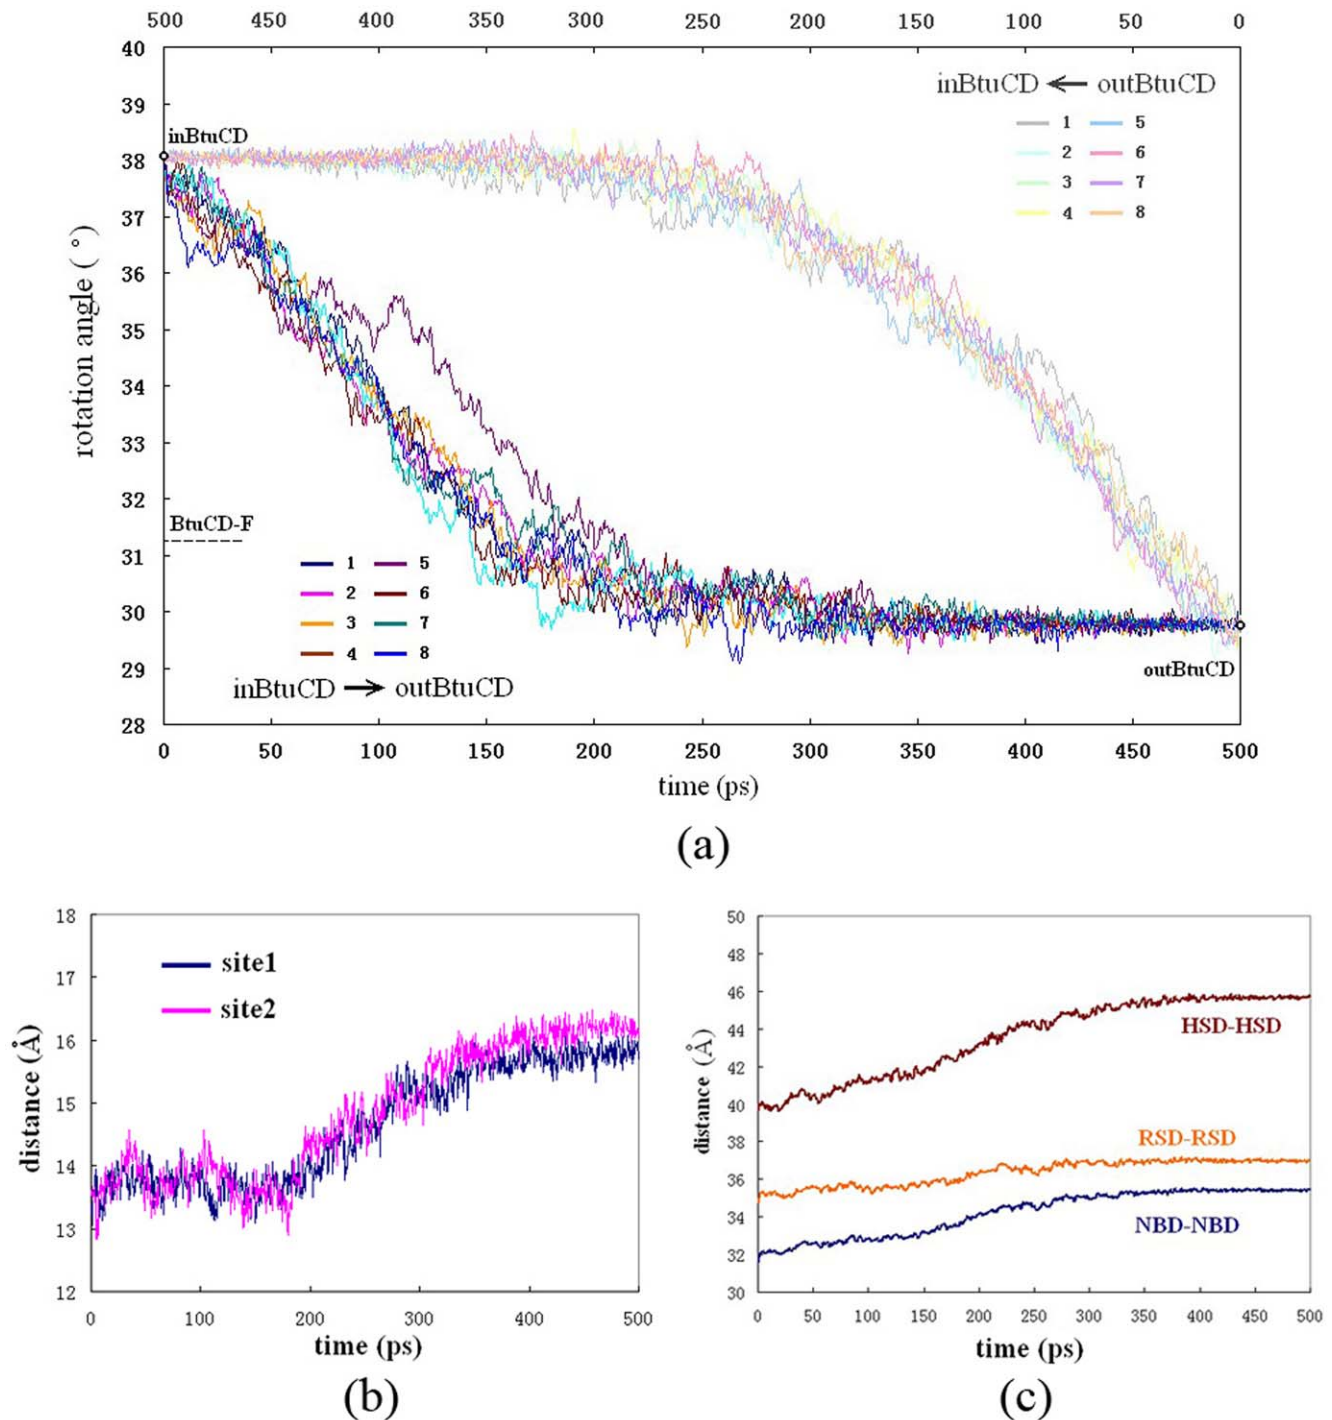 500 450 400 350 300 250 200 150 100 50 0
40
39
38
37
36
35
34
33
32
31
30
29
28
rotation angle ( ° )
inBtuCD
inBtuCD ← outBtuCD
1 5
2 6
3 7
4 8
BtuCD-F
1 5
2 6
3 7
4 8
inBtuCD → outBtuCD
outBtuCD
0 50 100 150 200 250 300 350 400 450 500
time (ps)
(a)
18
17
16
15
14
13
12
distance (Å)
site1
site2
0 100 200 300 400 500
time (ps)
(b)
50
48
46
44
42
40
38
36
34
32
30
distance (Å)
HSD-HSD
RSD-RSD
NBD-NBD
0 50 100 150 200 250 300 350 400 450 500
time (ps)
(c)